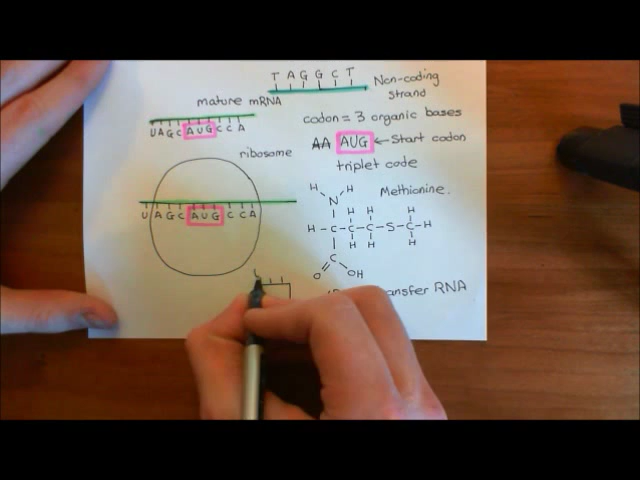 T A G G C T
Non-coding
strand
mature mRNA
U A G C A U G C C A
codon = 3 organic bases
AA AUG ← Start codon
triplet code
ribosome
U A G C A U G C C A
Methionine.
H H
N
H H H
H - C - C - C - S - C - H
H H H
C
O OH
RNA